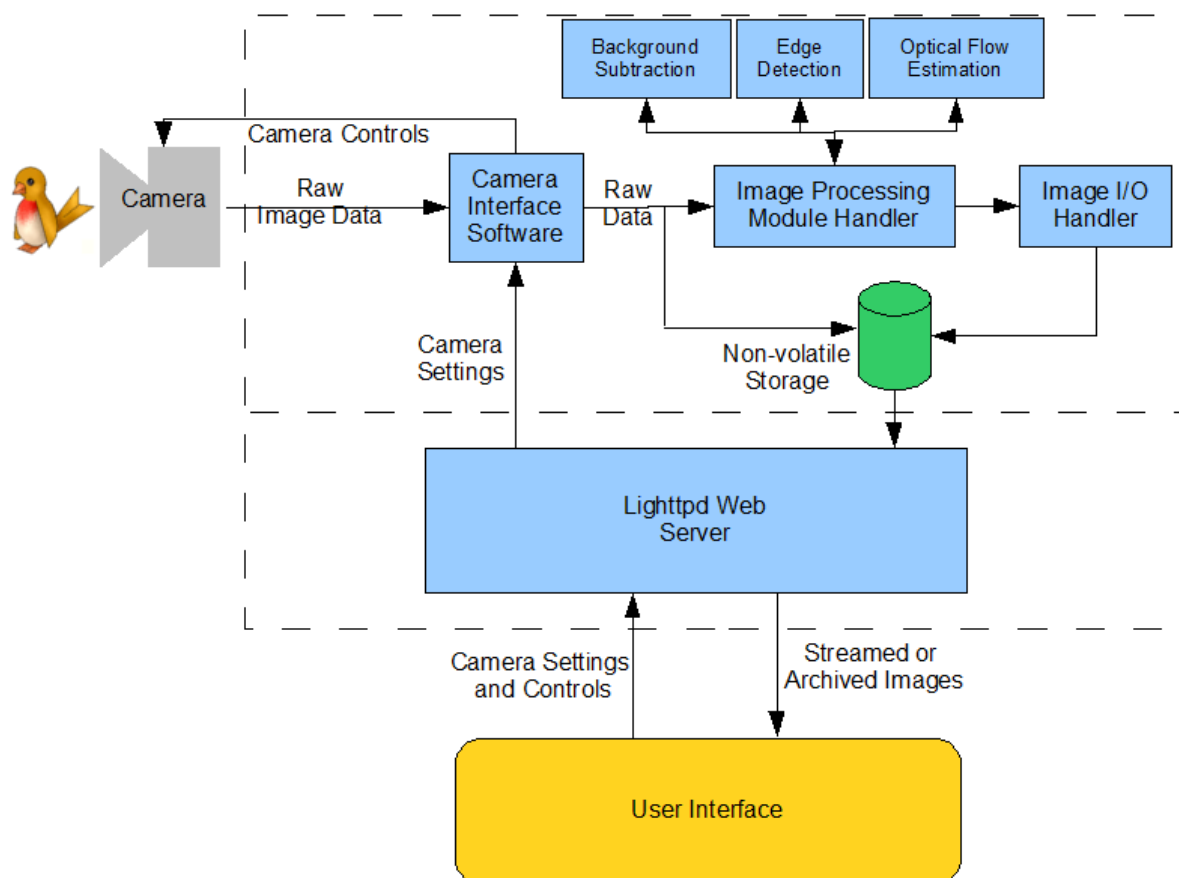 Background
Subtraction
Edge
Detection
Optical Flow
Estimation
Camera Controls
Camera
Raw
Image Data
Camera
Interface
Software
Raw
Data
Image Processing
Module Handler
Image I/O
Handler
Camera
Settings
Non-volatile
Storage
Lighttpd Web
Server
Camera Settings
and Controls
Streamed or
Archived Images
User Interface